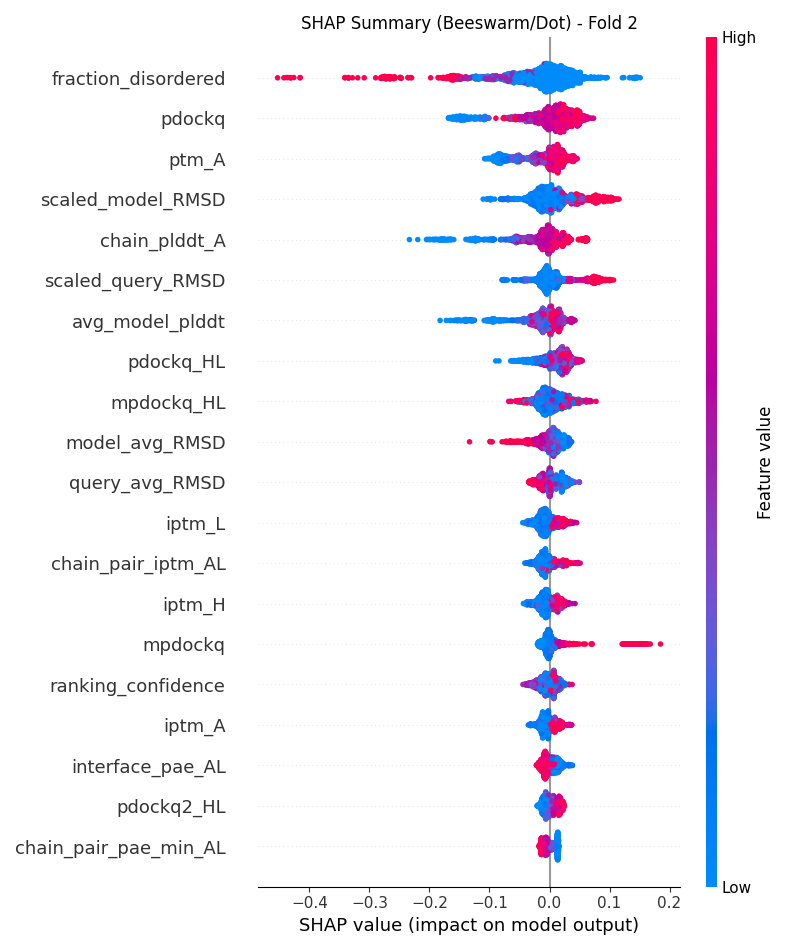 SHAP Summary (Beeswarm/Dot) - Fold 2
High
fraction_disordered
pdockq
ptm_A
scaled_model_RMSD
chain_plddt_A
scaled_query_RMSD
avg_model_plddt
pdockq_HL
mpdockq_HL
model_avg_RMSD
query_avg_RMSD
iptm_L
chain_pair_iptm_AL
iptm_H
mpdockq
ranking_confidence
iptm_A
interface_pae_AL
pdockq2_HL
chain_pair_pae_min_AL
Feature value
Low
−0.4 −0.3 −0.2 −0.1 0.0 0.1 0.2
SHAP value (impact on model output)